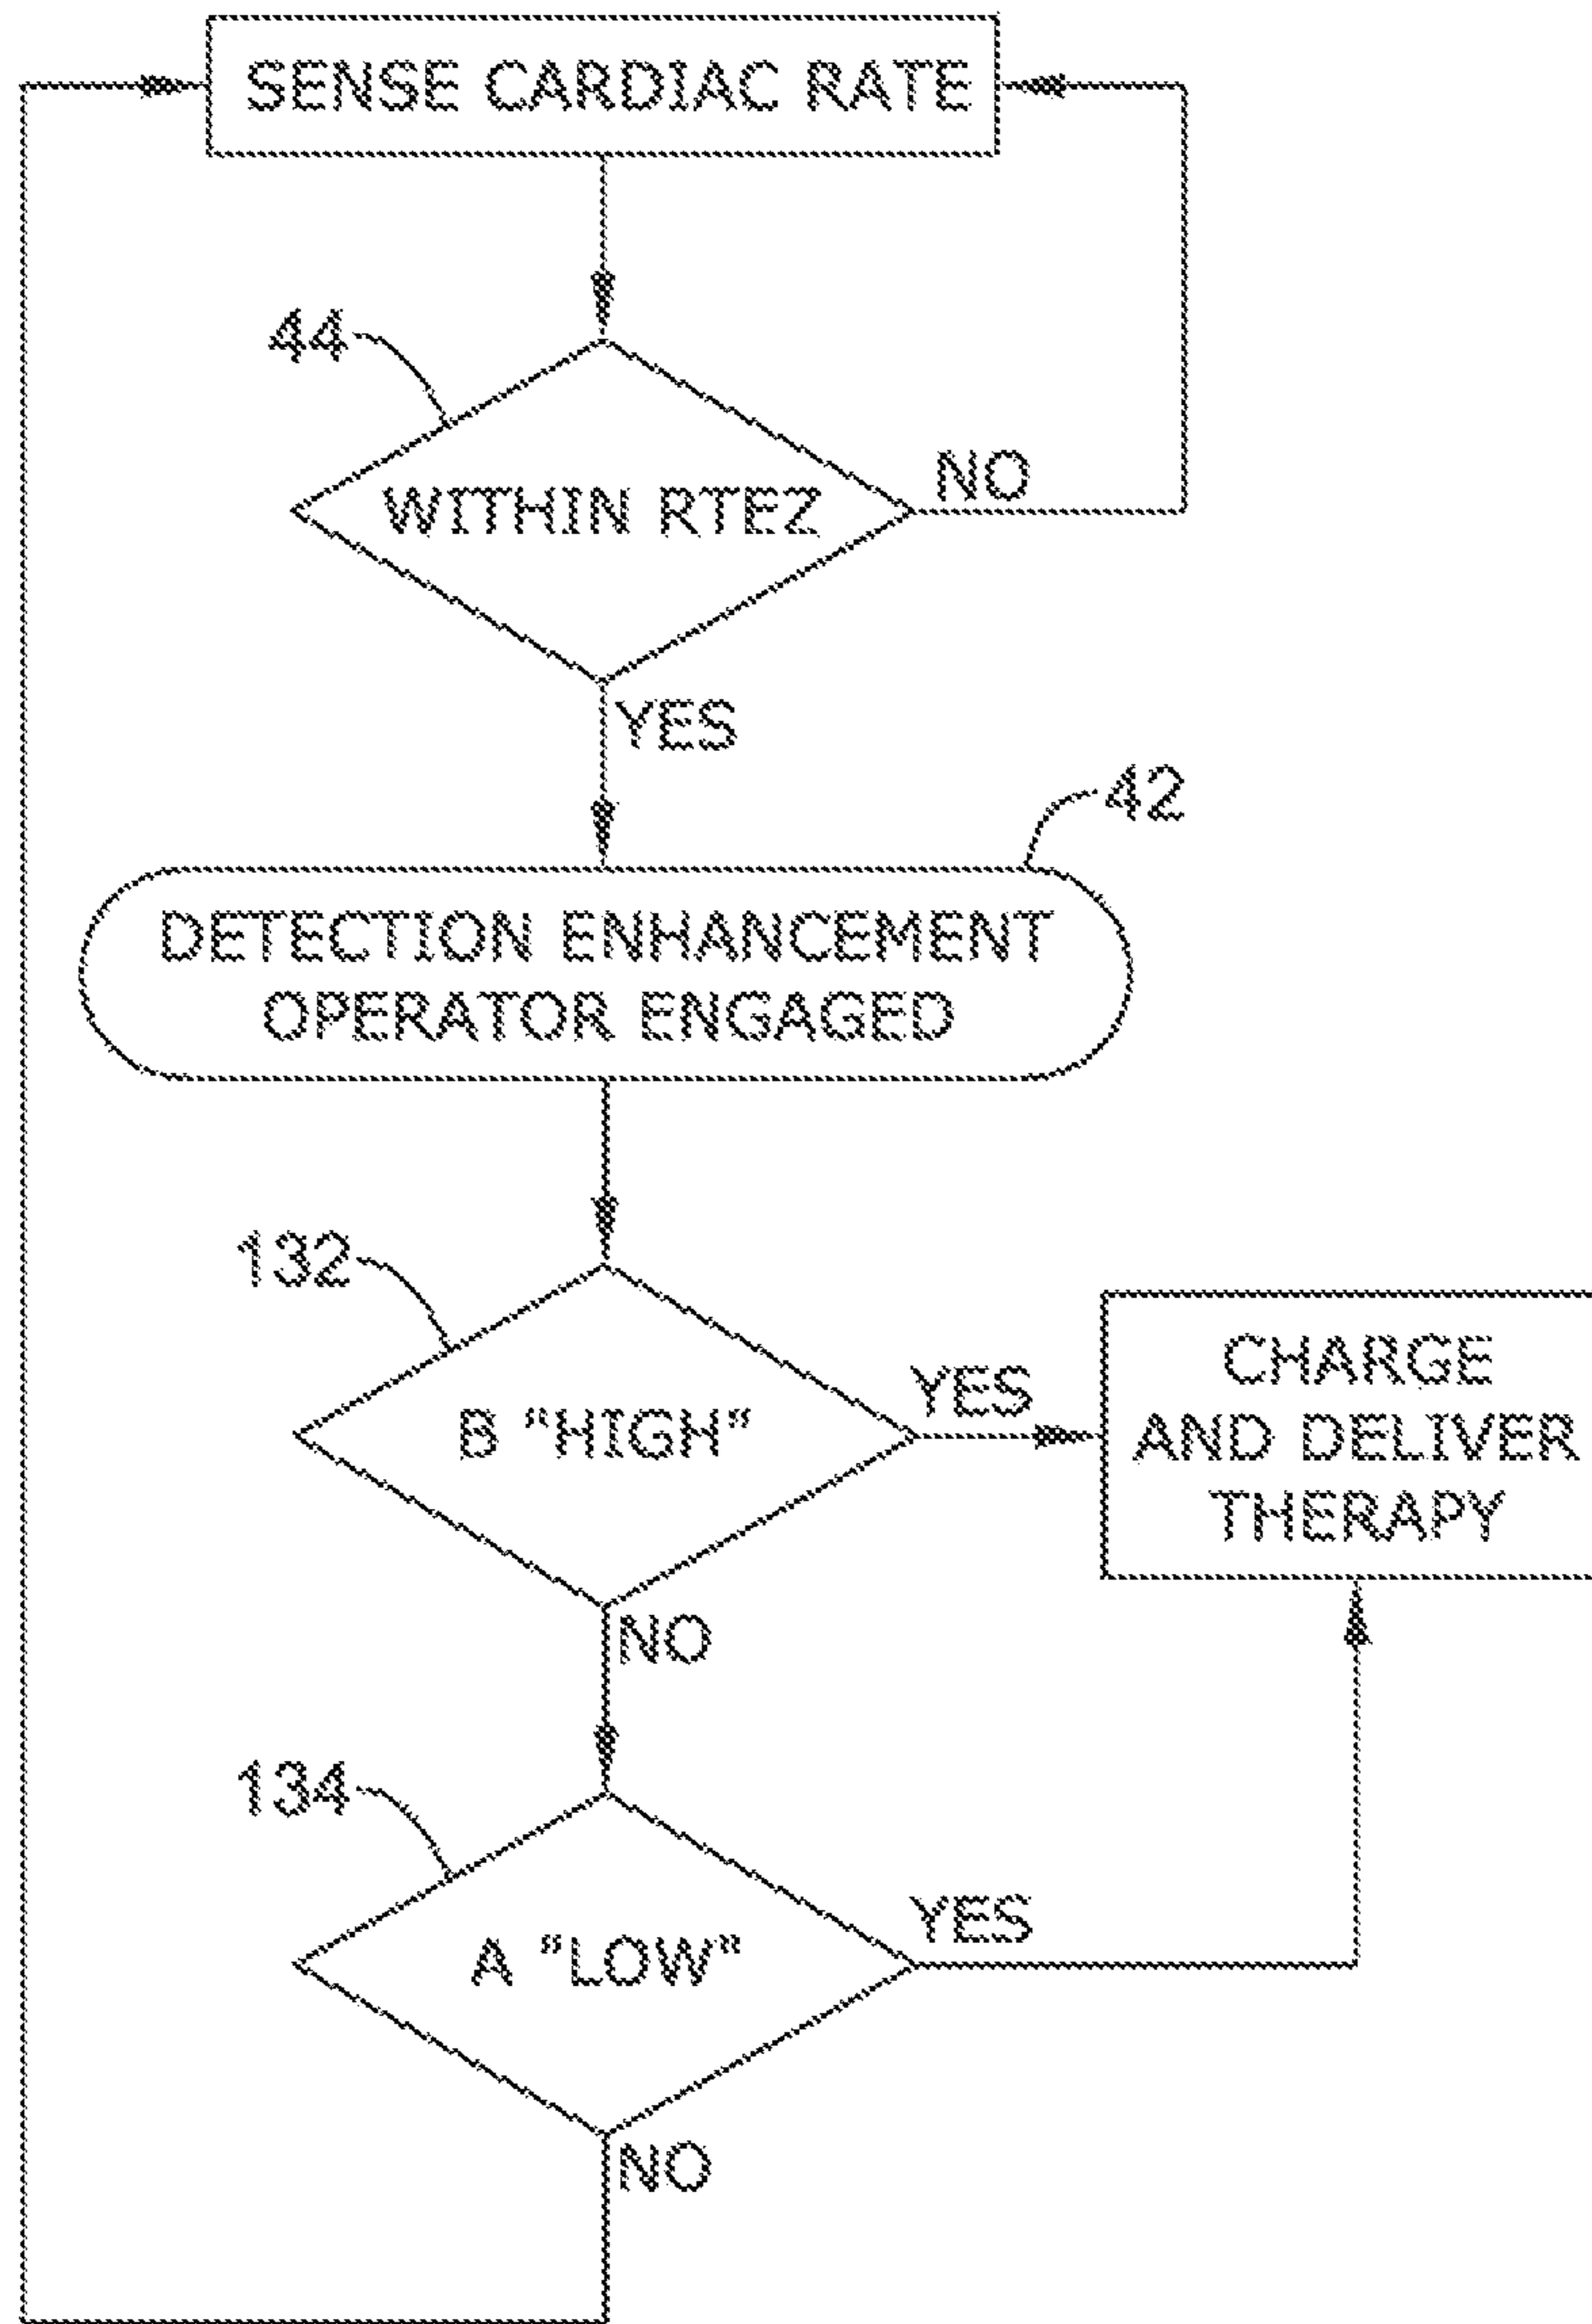 SENSE CARDIAC RATE
44
WITHIN RTEZ
NO
YES
42
DETECTION ENHANCEMENT
OPERATOR ENGAGED
132
B “HIGH”
YES
CHARGE
AND DELIVER
THERAPY
NO
134
A “LOW”
YES
NO